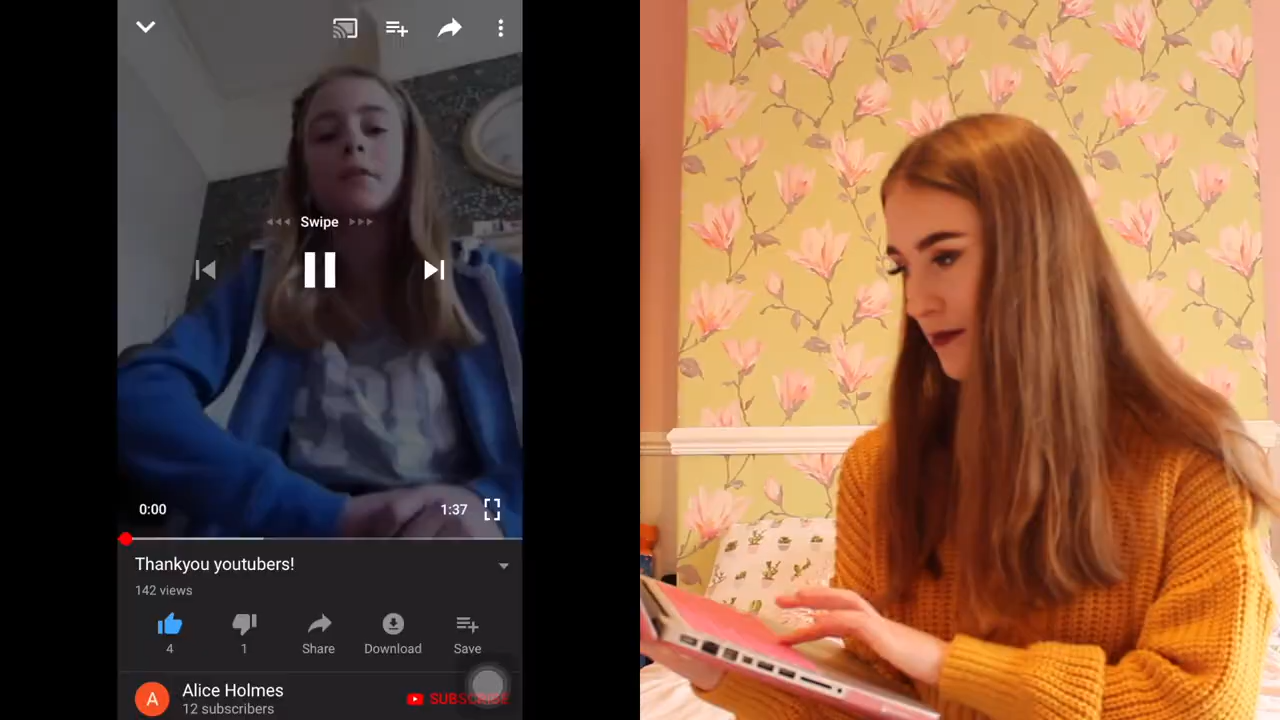 Swipe
0:00
1:37
Thankyou youtubers!
142 views
4
1
Share
Download
Save
A
Alice Holmes
12 subscribers
SUBSCRIBE